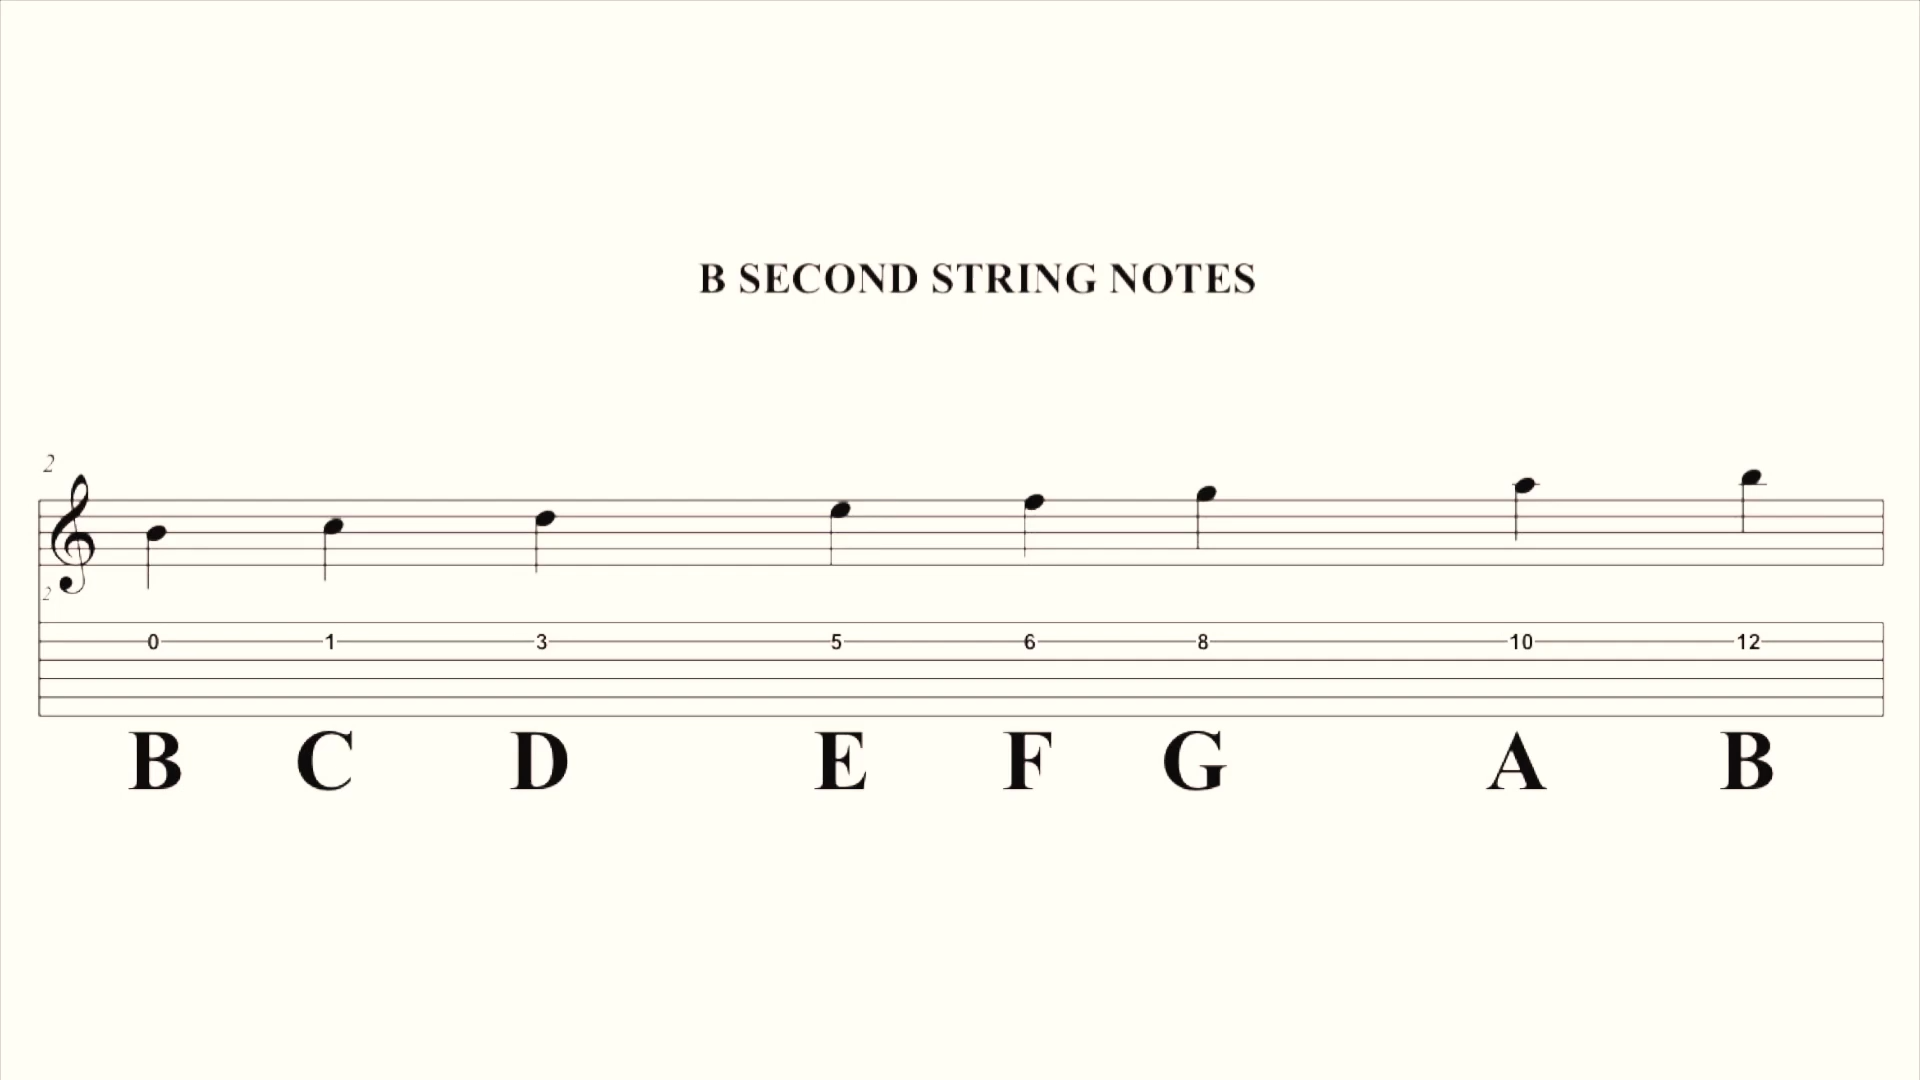 B SECOND STRING NOTES
2
2
0 1 3 5 6 8 10 12
B C D E F G A B